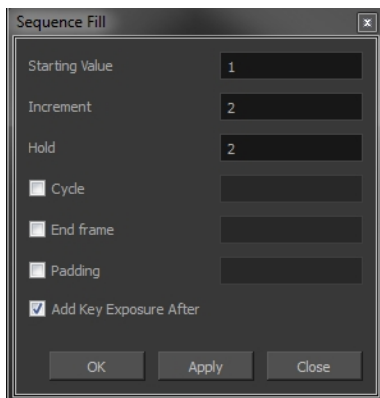 Sequence Fill
Starting Value 1
Increment 2
Hold 2
Cycle
End frame
Padding
Add Key Exposure After
OK Apply Close